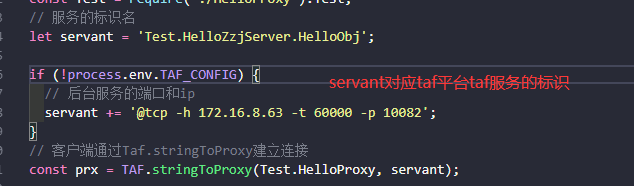 const Test = require('./HelloProxy').Test;
// 服务的标识名
let servant = 'Test.HelloZzjServer.HelloObj';
if (!process.env.TAF_CONFIG) {
servant对应taf平台taf服务的标识
// 后台服务的端口和ip
servant += '@tcp -h 172.16.8.63 -t 60000 -p 10082';
}
// 客户端通过Taf.stringToProxy建立连接
const prx = TAF.stringToProxy(Test.HelloProxy, servant);